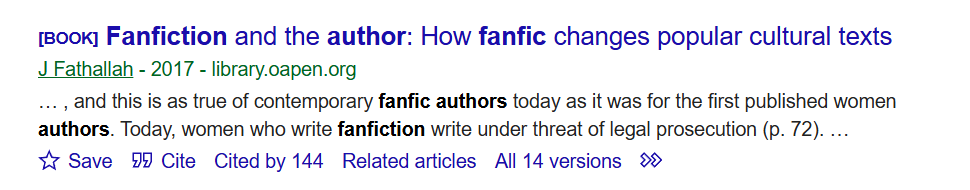 [BOOK] Fanfiction and the author: How fanfic changes popular cultural texts
J Fathallah - 2017 - library.oapen.org
… , and this is as true of contemporary fanfic authors today as it was for the first published women
authors. Today, women who write fanfiction write under threat of legal prosecution (p. 72). …
Save Cite Cited by 144 Related articles All 14 versions